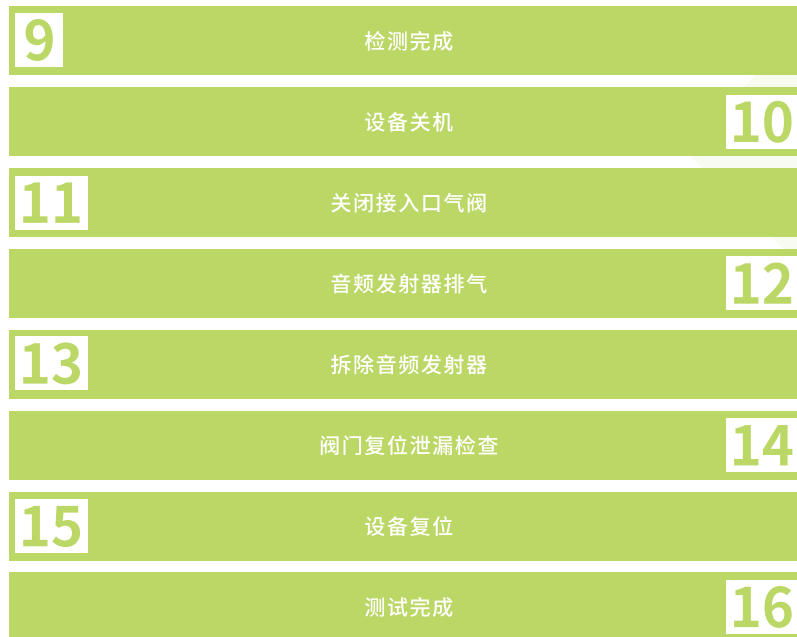 9
检测完成
设备关机
10
11
关闭接入口气阀
音频发射器排气
12
13
拆除音频发射器
阀门复位泄漏检查
14
15
设备复位
测试完成
16